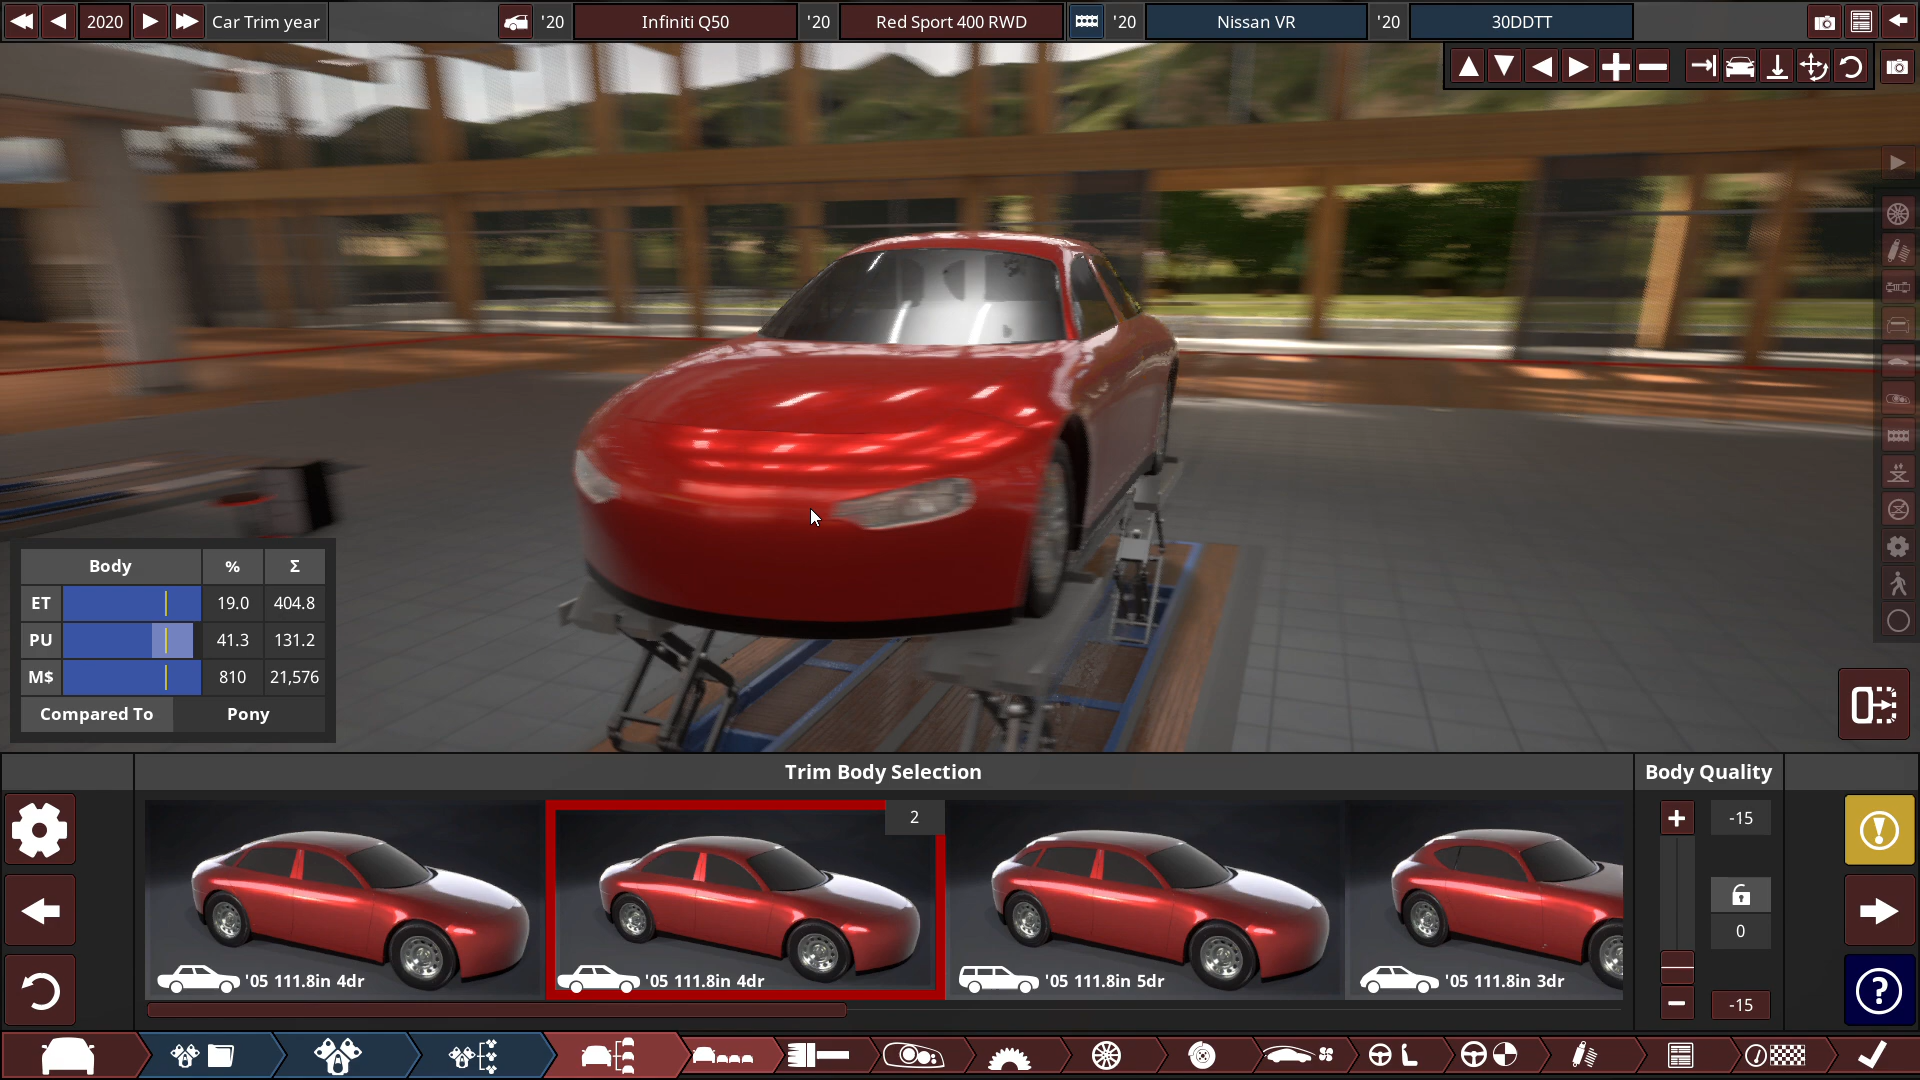 2020 Car Trim year '20 Infiniti Q50 '20 Red Sport 400 RWD '20 Nissan VR '20 30DDTT
Body % Σ
ET 19.0 404.8
PU 41.3 131.2
M$ 810 21,576
Compared To Pony
Trim Body Selection
Body Quality
2
-15
0
-15
'05 111.8in 4dr
'05 111.8in 4dr
'05 111.8in 5dr
'05 111.8in 3dr
?